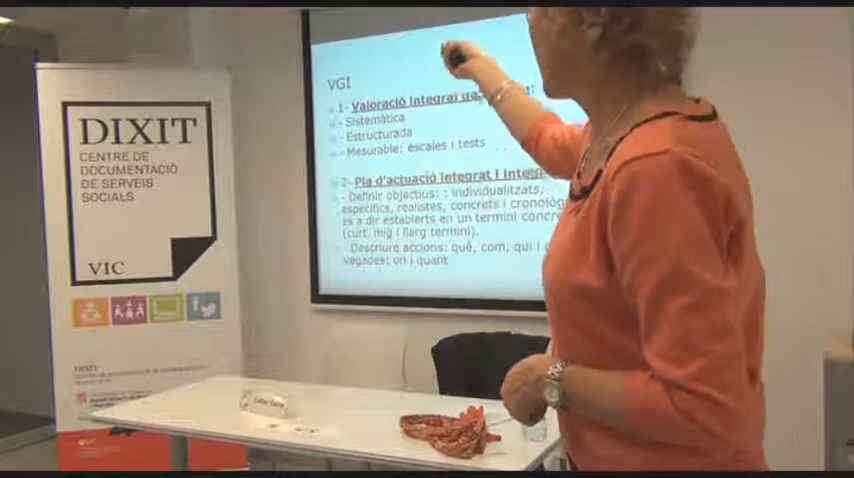 DIXIT
CENTRE DE
DOCUMENTACIÓ
DE SERVEIS
SOCIALS
VIC
VGI
1- Valoració integral
- Sistemàtica
- Estructurada
- Mesurable: escales i tests
2- Pla d'actuació integrat i
- Definir objectius: : individualitzats,
específics, realistes, concrets i
es a dir establerts en un termini
(curt, mig i llarg termini).
Descriure accions: què, com, qui i
vegades: on i quant
DIXIT